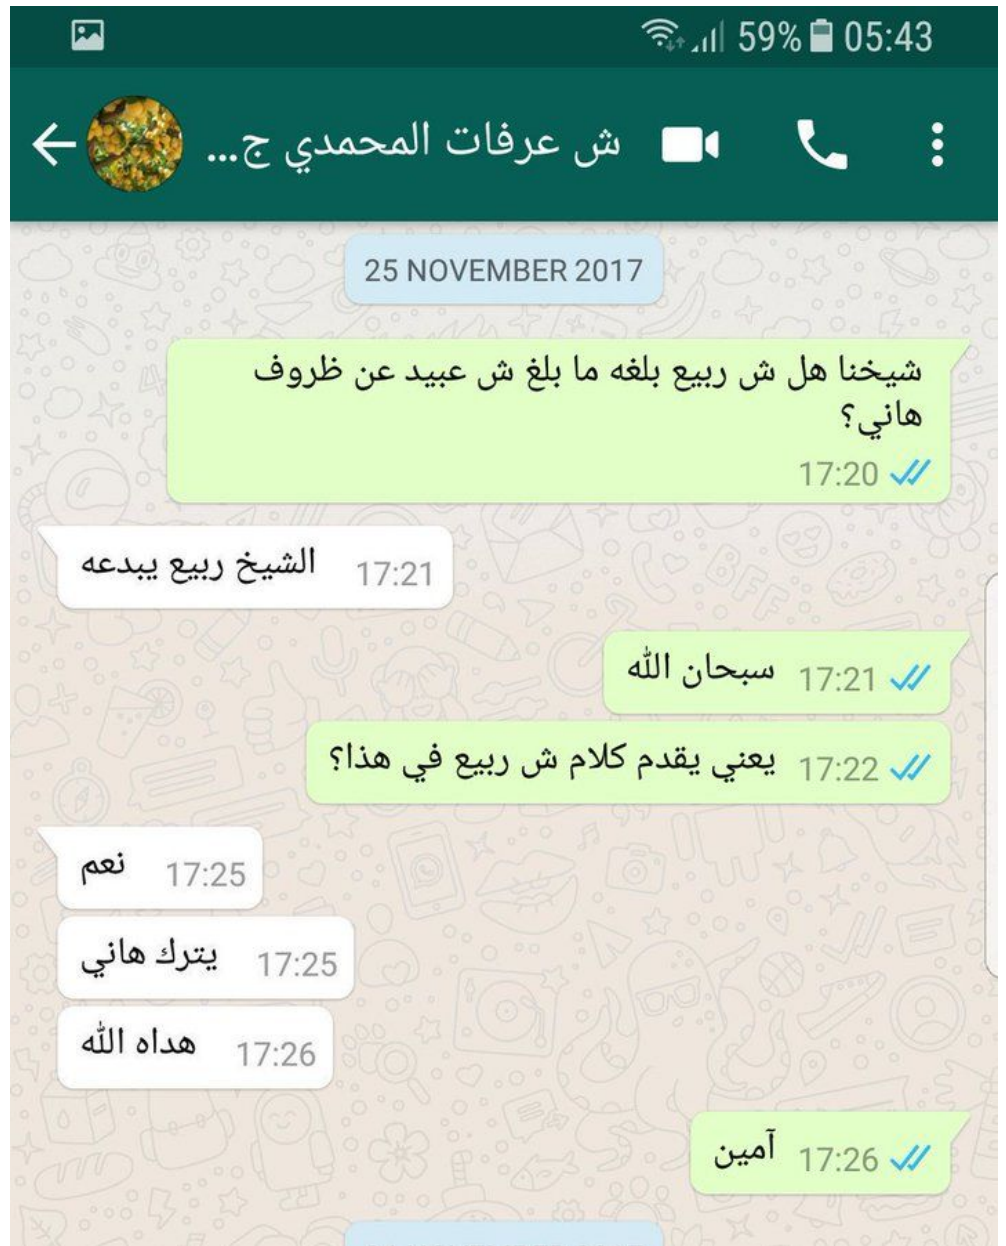 59% 05:43
ش عرفات المحمدي ج...
25 NOVEMBER 2017
شيخنا هل ش ربيع بلغه ما بلغ ش عبيد عن ظروف
هاني؟
17:20
الشيخ ربيع يبدعه 17:21
سبحان الله 17:21
يعني يقدم كلام ش ربيع في هذا؟ 17:22
نعم 17:25
يترك هاني 17:25
هداه الله 17:26
آمين 17:26